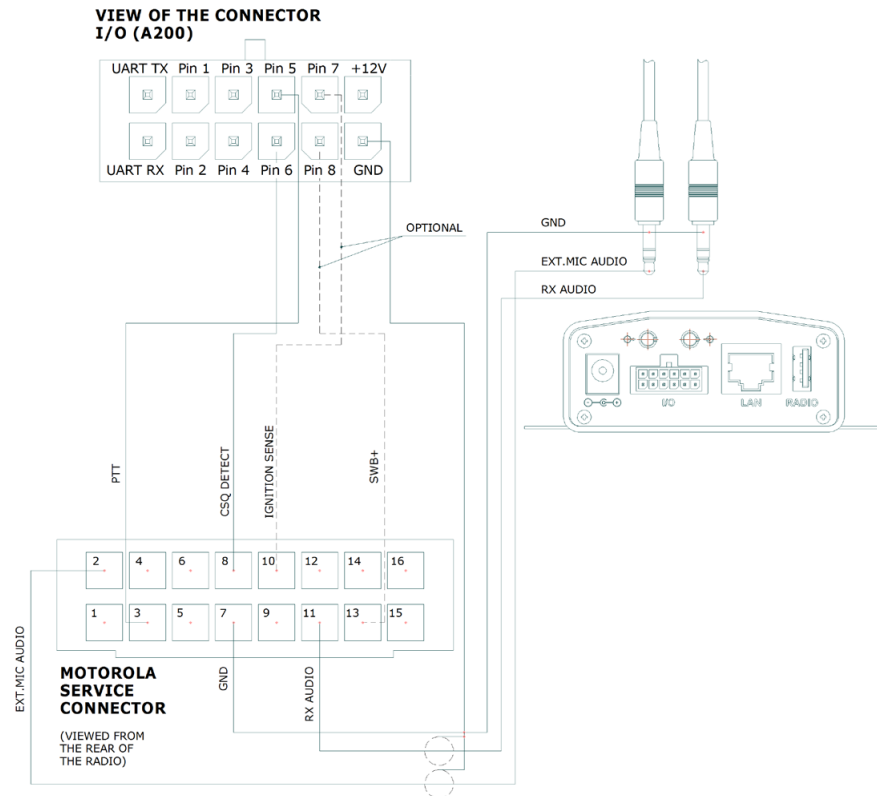 VIEW OF THE CONNECTOR
I/O (A200)
UART TX Pin 1 Pin 3 Pin 5 Pin 7 +12V
UART RX Pin 2 Pin 4 Pin 6 Pin 8 GND
OPTIONAL
GND
EXT.MIC AUDIO
RX AUDIO
I/O LAN RADIO
PTT
CSQ DETECT
IGNITION SENSE
SWB+
2 4 6 8 10 12 14 16
1 3 5 7 9 11 13 15
EXT.MIC AUDIO
GND
RX AUDIO
MOTOROLA
SERVICE
CONNECTOR
(VIEWED FROM
THE REAR OF
THE RADIO)